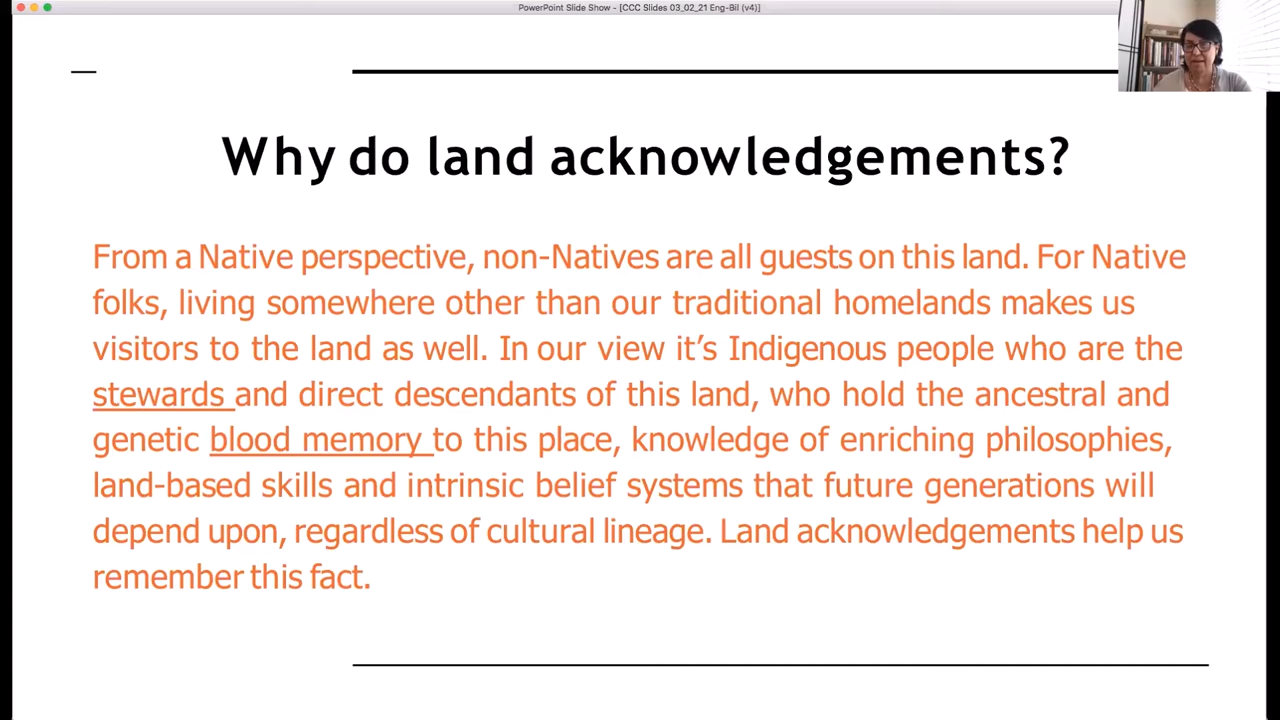 PowerPoint Slide Show - [CCC Slides 03_02_21 Eng-Bil (v4)]
Why do land acknowledgements?
From a Native perspective, non-Natives are all guests on this land. For Native
folks, living somewhere other than our traditional homelands makes us
visitors to the land as well. In our view it’s Indigenous people who are the
stewards and direct descendants of this land, who hold the ancestral and
genetic blood memory to this place, knowledge of enriching philosophies,
land-based skills and intrinsic belief systems that future generations will
depend upon, regardless of cultural lineage. Land acknowledgements help us
remember this fact.